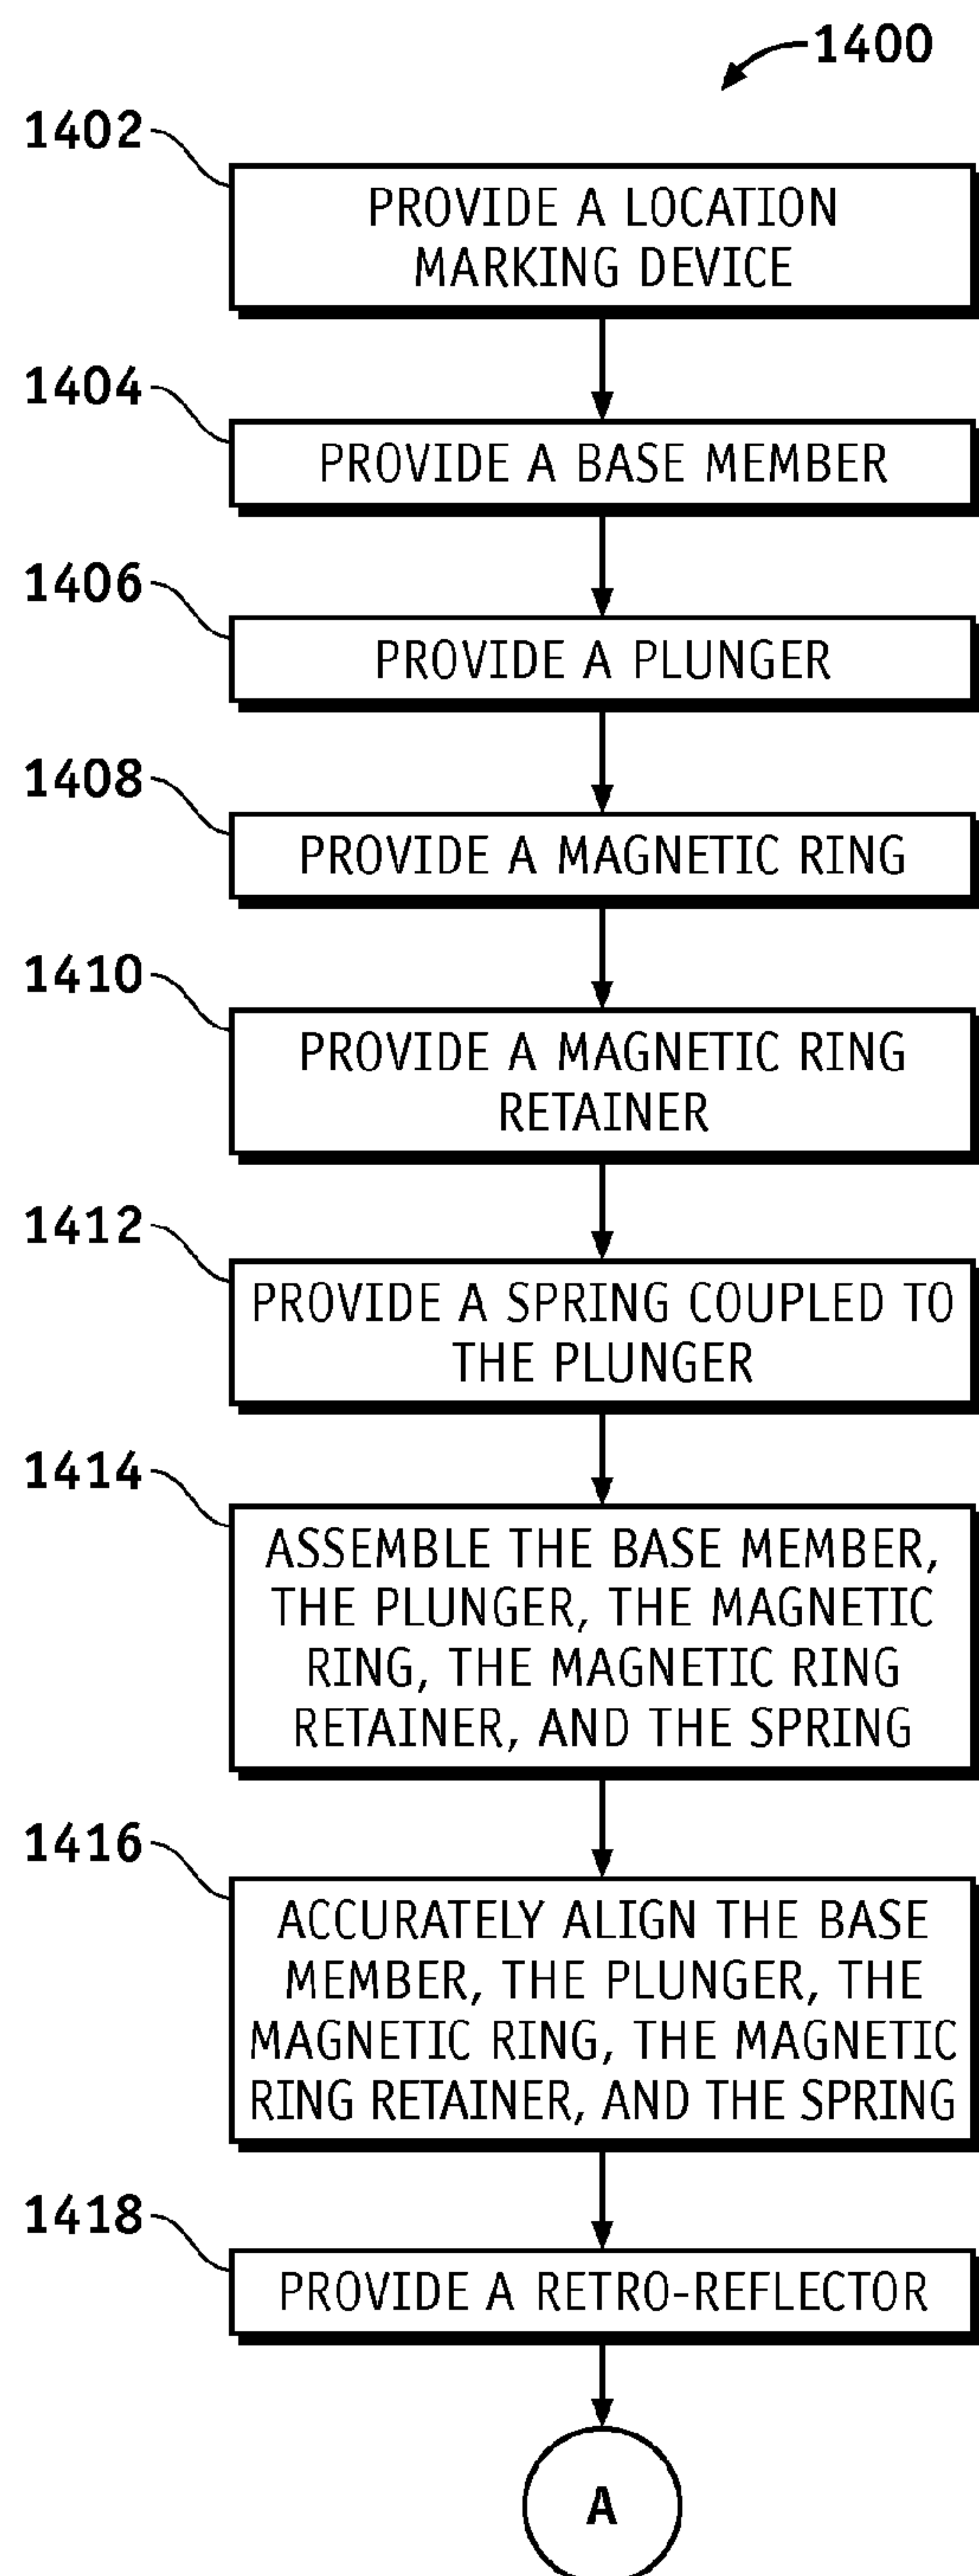 1400
1402
PROVIDE A LOCATION
MARKING DEVICE
1404
PROVIDE A BASE MEMBER
1406
PROVIDE A PLUNGER
1408
PROVIDE A MAGNETIC RING
1410
PROVIDE A MAGNETIC RING
RETAINER
1412
PROVIDE A SPRING COUPLED TO
THE PLUNGER
1414
ASSEMBLE THE BASE MEMBER,
THE PLUNGER, THE MAGNETIC
RING, THE MAGNETIC RING
RETAINER, AND THE SPRING
1416
ACCURATELY ALIGN THE BASE
MEMBER, THE PLUNGER, THE
MAGNETIC RING, THE MAGNETIC
RING RETAINER, AND THE SPRING
1418
PROVIDE A RETRO-REFLECTOR
A